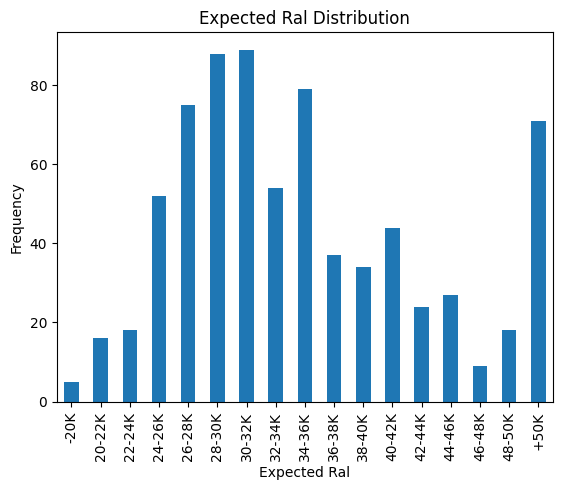 Expected Ral Distribution
Frequency
80
60
40
20
0
-20K
20-22K
22-24K
24-26K
26-28K
28-30K
30-32K
32-34K
34-36K
36-38K
38-40K
40-42K
42-44K
44-46K
46-48K
48-50K
+50K
Expected Ral